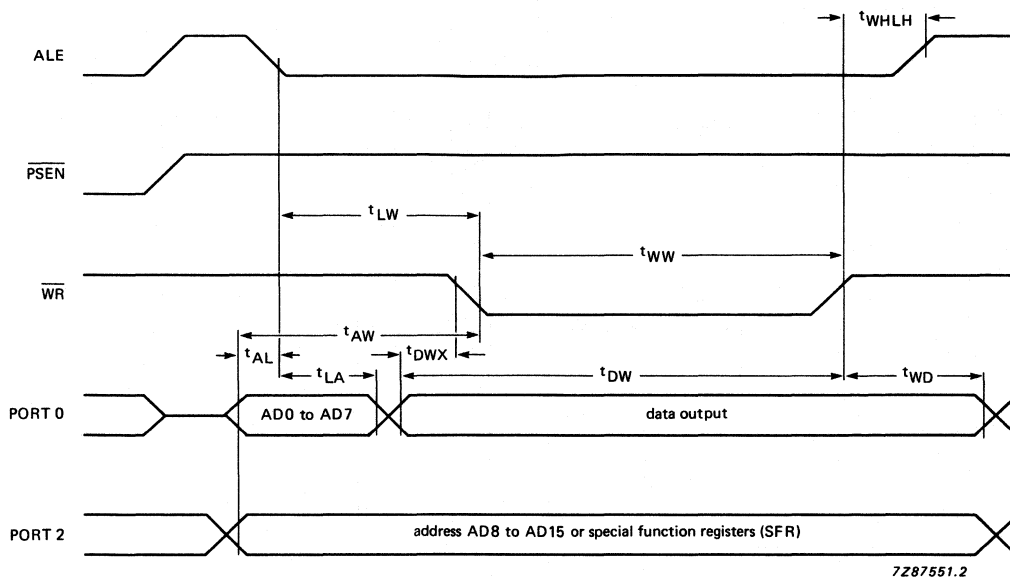 tWHLH
ALE
PSEN
tLW
tWW
WR
tAW
tAL
tDWX
tLA
tDW
tWD
PORT 0
AD0 to AD7
data output
PORT 2
address AD8 to AD15 or special function registers (SFR)
7Z87551.2